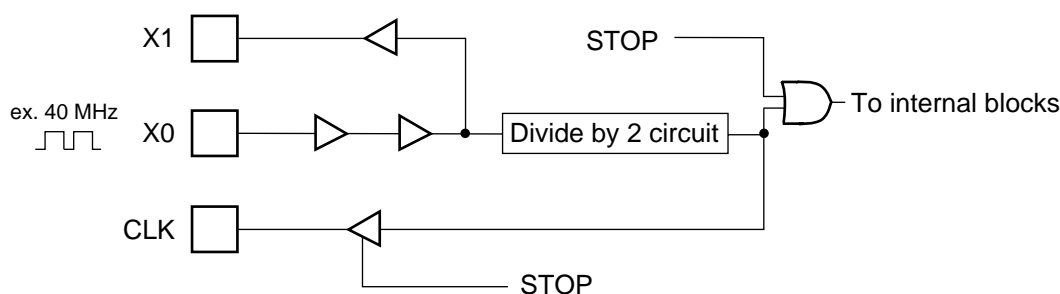 X1
STOP
ex. 40 MHz
X0
Divide by 2 circuit
To internal blocks
CLK
STOP